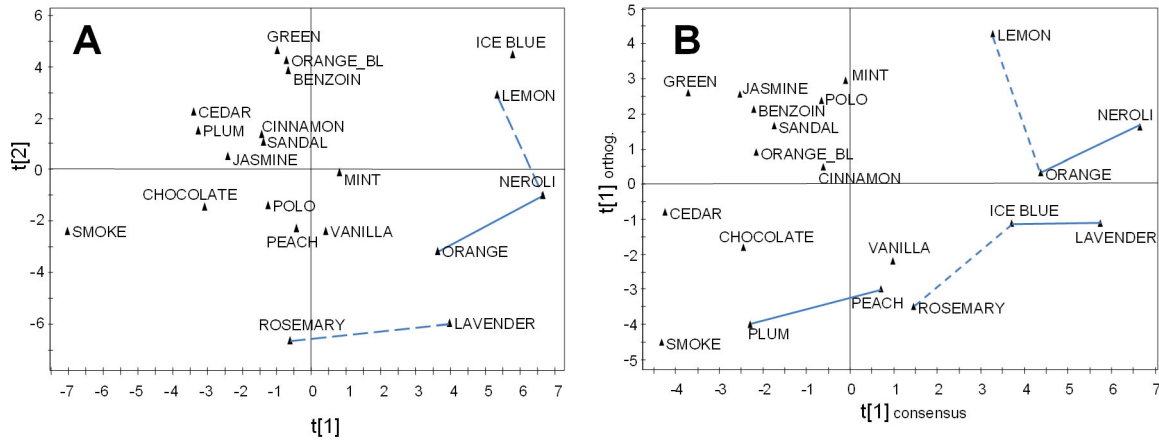 A
6
4
2
0
-2
-4
-6
t[2]
GREEN
ORANGE_BL
BENZOIN
ICE BLUE
LEMON
CEDAR
PLUM
CINNAMON
SANDAL
JASMINE
MINT
NEROLI
CHOCOLATE
POLO
SMOKE
PEACH
VANILLA
ORANGE
ROSEMARY
LAVENDER
-7 -6 -5 -4 -3 -2 -1 0 1 2 3 4 5 6 7
t[1]
B
5
4
3
2
1
0
-1
-2
-3
-4
-5
t[1] orthog.
LEMON
GREEN
JASMINE
MINT
BENZOIN
POLO
SANDAL
NEROLI
ORANGE_BL
CINNAMON
ORANGE
CEDAR
ICE BLUE
CHOCOLATE
LAVENDER
VANILLA
PEACH
ROSEMARY
PLUM
SMOKE
-4 -3 -2 -1 0 1 2 3 4 5 6 7
t[1] consensus